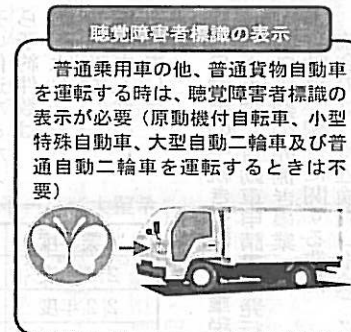 聴覚障害者標識の表示
普通乗用車の他、普通貨物自動車
を運転する時は、聴覚障害者標識の
表示が必要（原動機付自転車、小型
特殊自動車、大型自動二輪車及び普
通自動二輪車を運転するときは不
要）